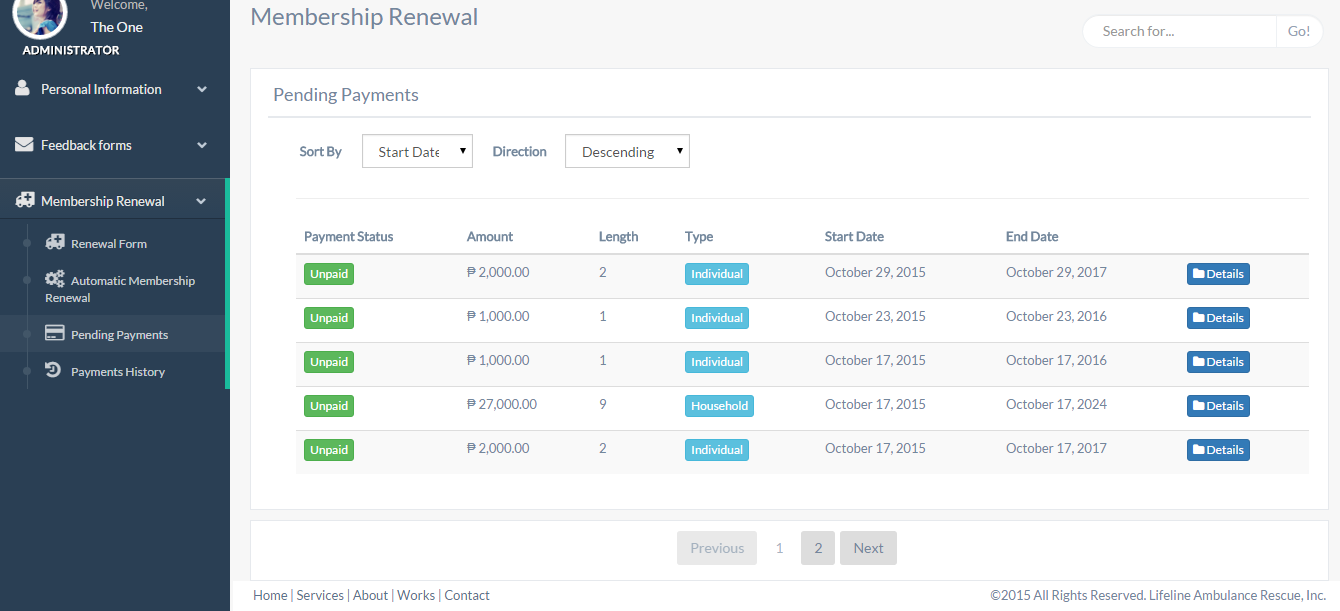 Welcome,
The One
ADMINISTRATOR
Personal Information
Feedback forms
Membership Renewal
Renewal Form
Automatic Membership
Renewal
Pending Payments
Payments History
Membership Renewal
Search for... Go!
Pending Payments
Sort By Start Date Direction Descending
Payment Status Amount Length Type Start Date End Date
Unpaid ₱ 2,000.00 2 Individual October 29, 2015 October 29, 2017 Details
Unpaid ₱ 1,000.00 1 Individual October 23, 2015 October 23, 2016 Details
Unpaid ₱ 1,000.00 1 Individual October 17, 2015 October 17, 2016 Details
Unpaid ₱ 27,000.00 9 Household October 17, 2015 October 17, 2024 Details
Unpaid ₱ 2,000.00 2 Individual October 17, 2015 October 17, 2017 Details
Previous 1 2 Next
Home | Services | About | Works | Contact
©2015 All Rights Reserved. Lifeline Ambulance Rescue, Inc.